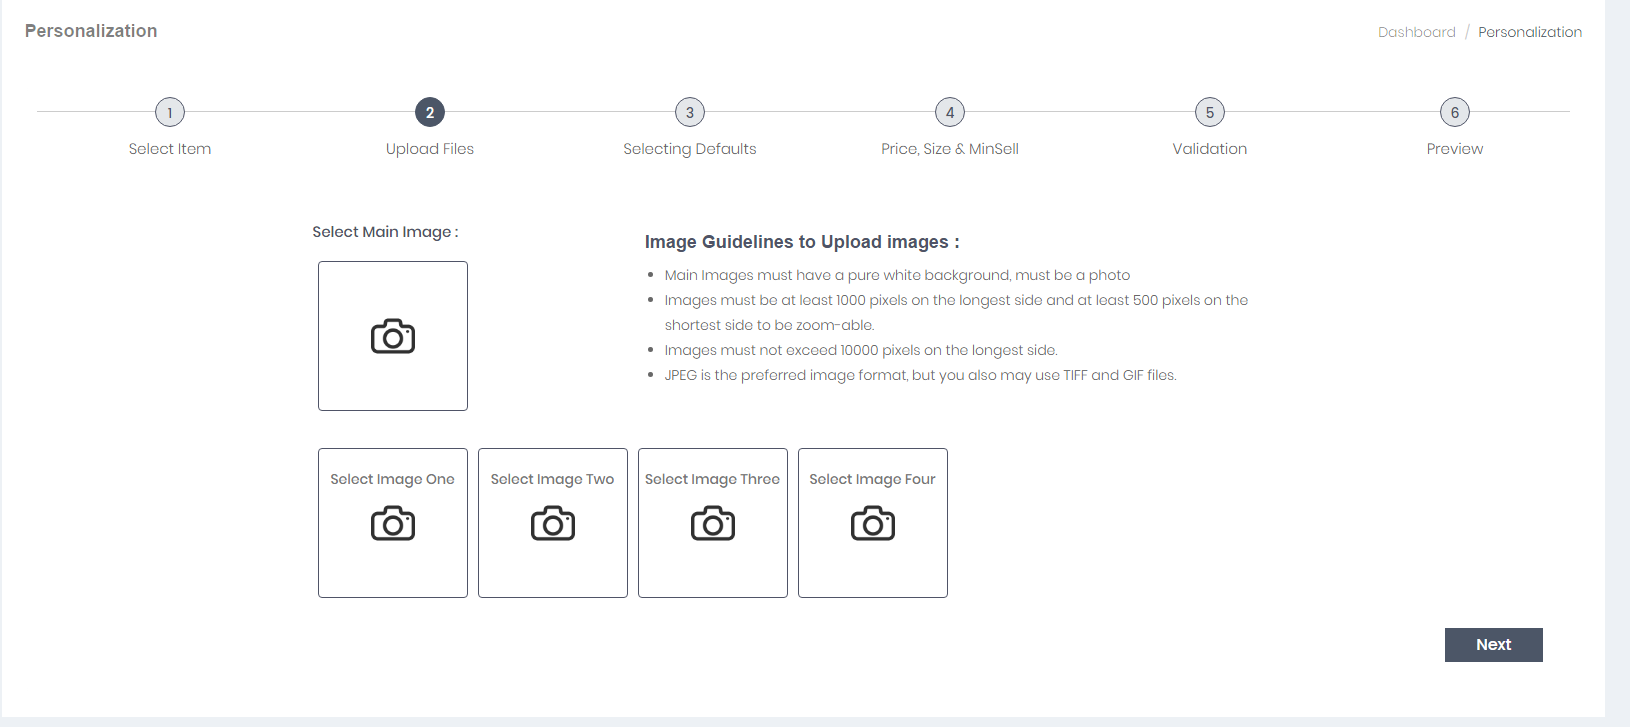 Personalization
Dashboard / Personalization
1 2 3 4 5 6
Select Item Upload Files Selecting Defaults Price, Size & MinSell Validation Preview
Select Main Image :
Image Guidelines to Upload images :
Main Images must have a pure white background, must be a photo
Images must be at least 1000 pixels on the longest side and at least 500 pixels on the
shortest side to be zoom-able.
Images must not exceed 10000 pixels on the longest side.
JPEG is the preferred image format, but you also may use TIFF and GIF files.
Select Image One Select Image Two Select Image Three Select Image Four
Next